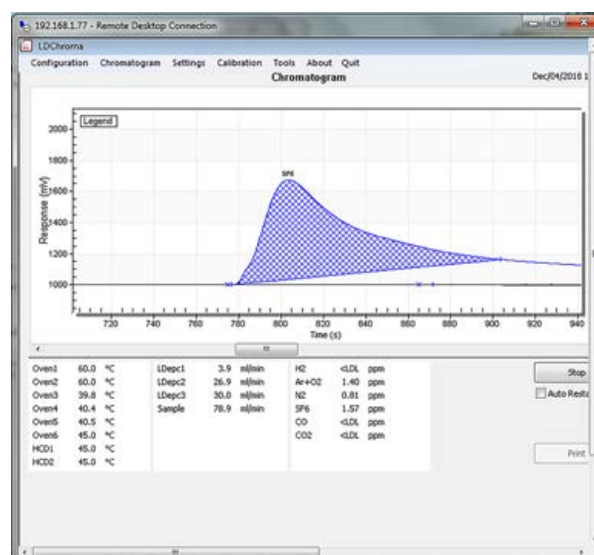 192.168.1.77 - Remote Desktop Connection
LDChroma
Configuration Chromatogram Settings Calibration Tools About Quit
Chromatogram Dec/04/2018 1
Legend
2000
1800
1600
1400
1200
1000
Response (mV)
SF6
720 740 760 780 800 820 840 860 880 900 920 940
Time (s)
Oven1 60.0 °C LDepc1 3.9 ml/min H2 <LDL ppm
Oven2 60.0 °C LDepc2 26.9 ml/min Ar+O2 1.40 ppm
Oven3 39.8 °C LDepc3 30.0 ml/min N2 0.81 ppm
Oven4 40.4 °C Sample 78.9 ml/min SF6 1.57 ppm
Oven5 40.5 °C CO <LDL ppm
Oven6 45.0 °C CO2 <LDL ppm
HCD1 45.0 °C
HCD2 45.0 °C
Stop
Auto Resta
Print